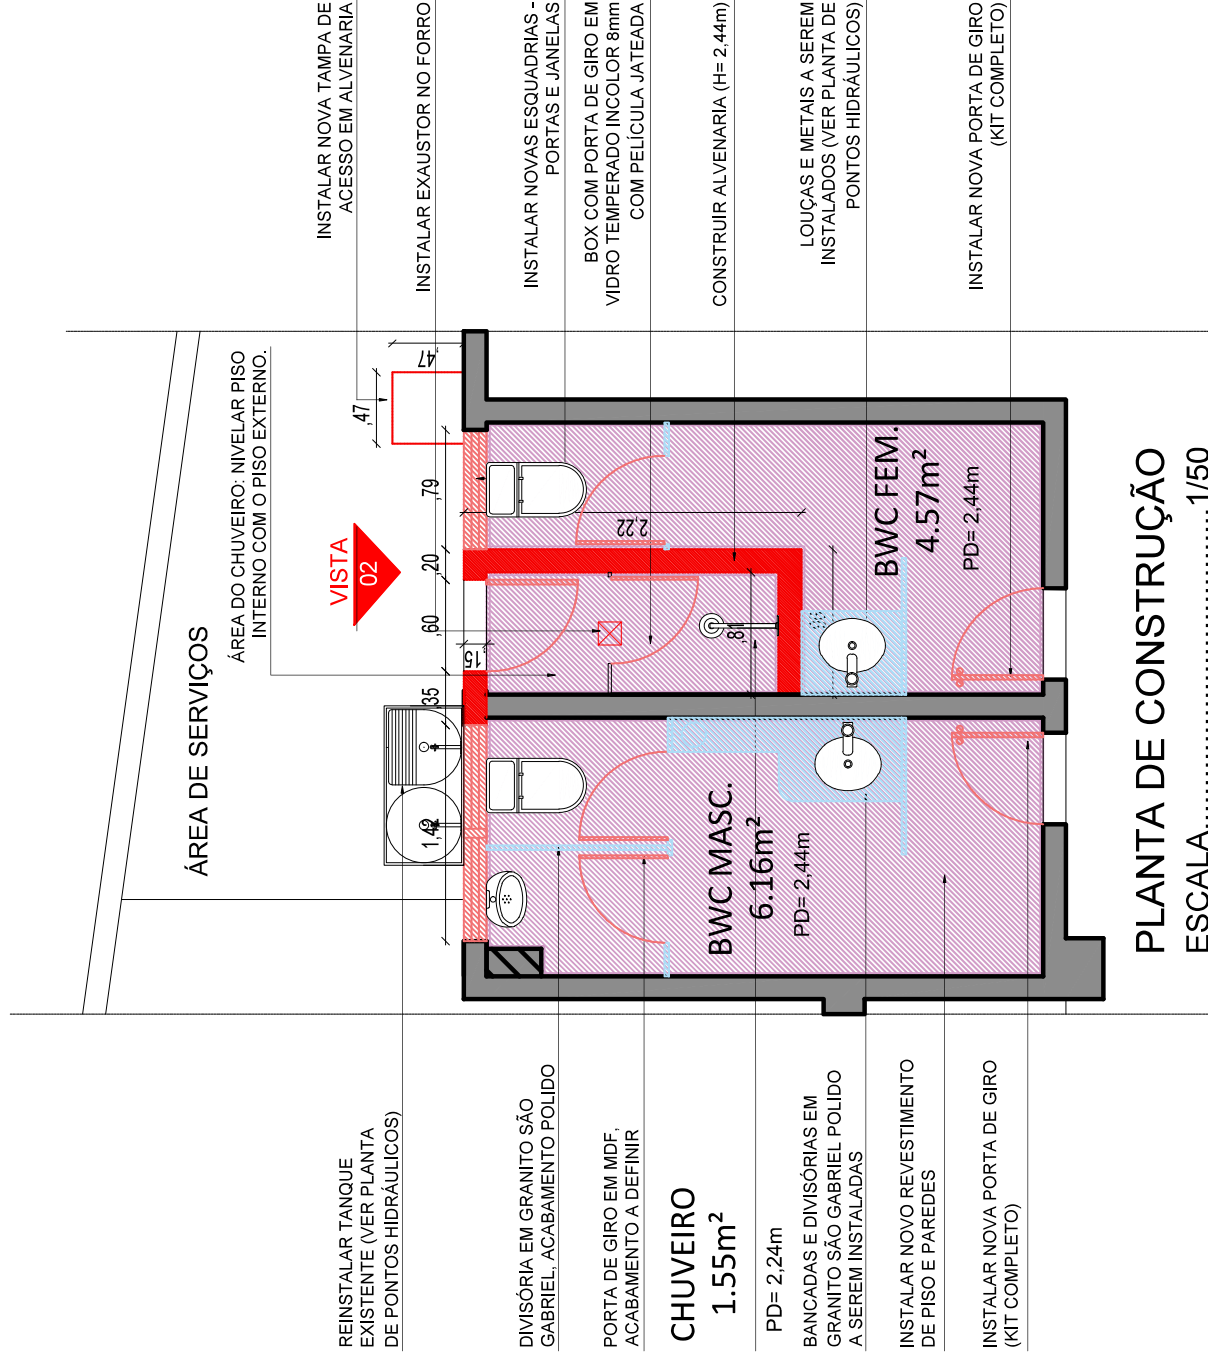 INSTALAR NOVA TAMPA DE
ACESSO EM ALVENARIA
INSTALAR EXAUSTOR NO FORRO
INSTALAR NOVAS ESQUADRIAS -
PORTAS E JANELAS
BOX COM PORTA DE GIRO EM
VIDRO TEMPERADO INCOLOR 8mm
COM PELÍCULA JATEADA
CONSTRUIR ALVENARIA (H= 2,44m)
LOUÇAS E METAIS A SEREM
INSTALADOS (VER PLANTA DE
PONTOS HIDRÁULICOS)
INSTALAR NOVA PORTA DE GIRO
(KIT COMPLETO)
ÁREA DE SERVIÇOS
ÁREA DO CHUVEIRO: NIVELAR PISO
INTERNO COM O PISO EXTERNO.
VISTA
02
,47
,47
1,42
,35
,15
,60
,20
,79
2,22
,81
BWC MASC.
6.16m²
PD= 2,44m
BWC FEM.
4.57m²
PD= 2,44m
REINSTALAR TANQUE
EXISTENTE (VER PLANTA
DE PONTOS HIDRÁULICOS)
DIVISÓRIA EM GRANITO SÃO
GABRIEL, ACABAMENTO POLIDO
PORTA DE GIRO EM MDF,
ACABAMENTO A DEFINIR
CHUVEIRO
1.55m²
PD= 2,24m
BANCADAS E DIVISÓRIAS EM
GRANITO SÃO GABRIEL POLIDO
A SEREM INSTALADAS
INSTALAR NOVO REVESTIMENTO
DE PISO E PAREDES
INSTALAR NOVA PORTA DE GIRO
(KIT COMPLETO)
PLANTA DE CONSTRUÇÃO
ESCALA.......................... 1/50